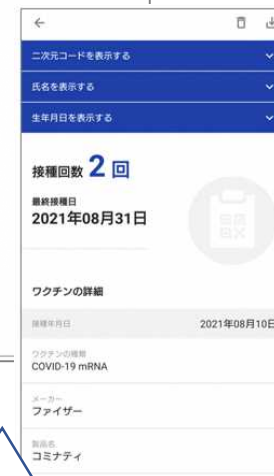 二次元コードを表示する
氏名を表示する
生年月日を表示する
接種回数 2 回
最終接種日
2021年08月31日
ワクチンの詳細
接種年月日 2021年08月10日
ワクチンの種類
COVID-19 mRNA
メーカー
ファイザー
製品名
コミナティ